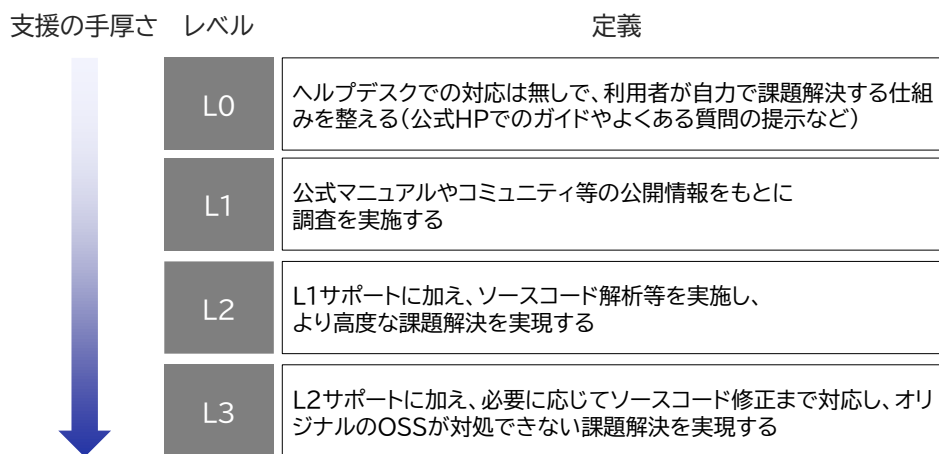 支援の手厚さ レベル 定義
L0
ヘルプデスクでの対応は無しで、利用者が自力で課題解決する仕組
みを整える(公式HPでのガイドやよくある質問の提示など)
L1
公式マニュアルやコミュニティ等の公開情報をもとに
調査を実施する
L2
L1サポートに加え、ソースコード解析等を実施し、
より高度な課題解決を実現する
L3
L2サポートに加え、必要に応じてソースコード修正まで対応し、オリ
ジナルのOSSが対処できない課題解決を実現する